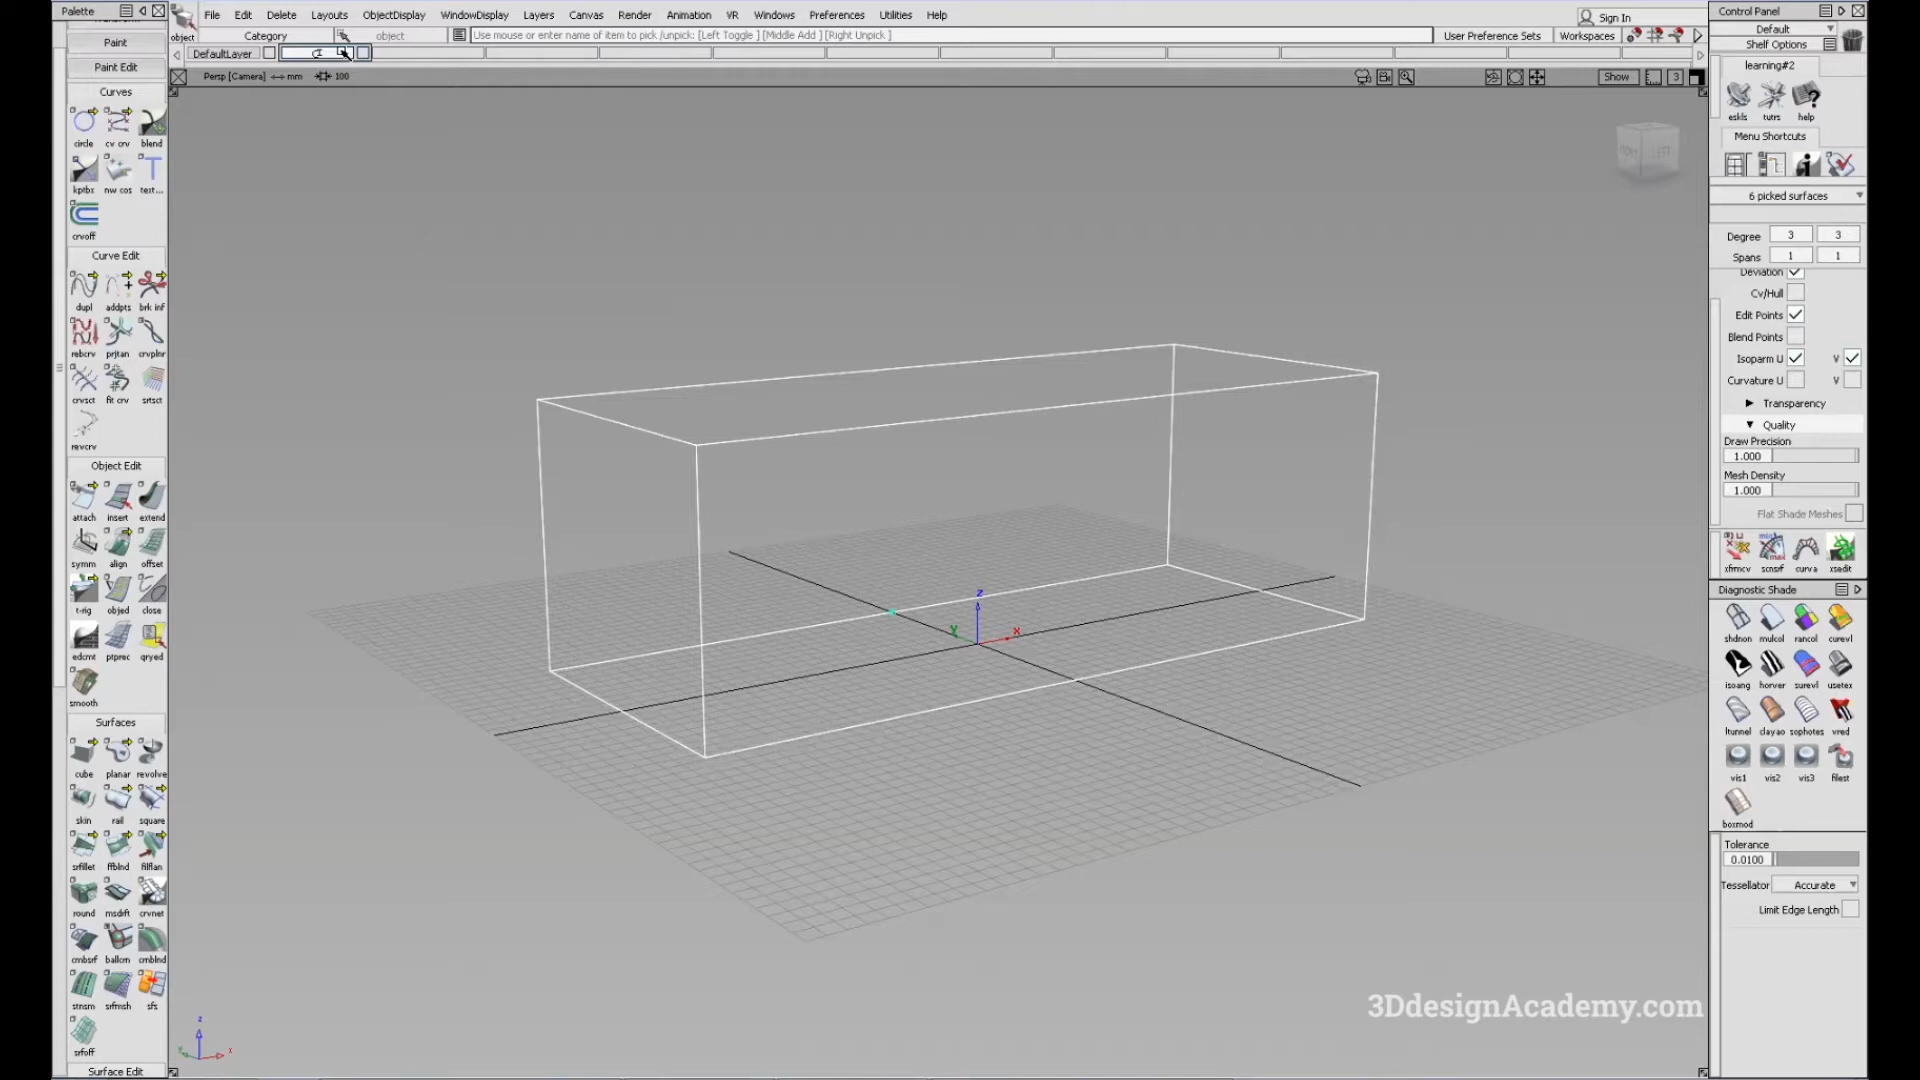 Palette
File Edit Delete Layouts ObjectDisplay WindowDisplay Layers Canvas Render Animation VR Windows Preferences Utilities Help
Sign In
Control Panel
object Category object Use mouse or enter name of item to pick /unpick: [Left Toggle ] [Middle Add ] [Right Unpick ] User Preference Sets Workspaces
Default
Shelf Options
DefaultLayer
Persp [Camera] mm 100 Show 3
Paint
Paint Edit
Curves
circle cv crv blend
kptbx nw cos text...
crvoff
Curve Edit
dupl addpts brk inf
rebcrv prjtan crvplnr
crvsct fit crv srtsct
revcrv
Object Edit
attach insert extend
symm align offset
t-rig objed close
edcmt ptprec qryed
smooth
Surfaces
cube planar revolve
skin rail square
srfillet ffblnd filflan
round msdrft crvnet
cmbsrf ballcrn cmblnd
stnsrn srfmsh sfs
srfoff
Surface Edit
learning#2
eskls tutrs help
Menu Shortcuts
6 picked surfaces
Degree 3 3
Spans 1 1
Deviation
Cv/Hull
Edit Points
Blend Points
Isoparm U V
Curvature U V
Transparency
Quality
Draw Precision
1.000
Mesh Density
1.000
Flat Shade Meshes
xfrmcv scnsrf curva xsedit
Diagnostic Shade
shdnon mulcol rancol curevl
isoang horver surevl usetex
ltunnel clayao isophotes vred
vis1 vis2 vis3 filest
boxmod
Tolerance
0.0100
Tessellator Accurate
Limit Edge Length
z
y
x
z
y
x
LEFT
3DdesignAcademy.com